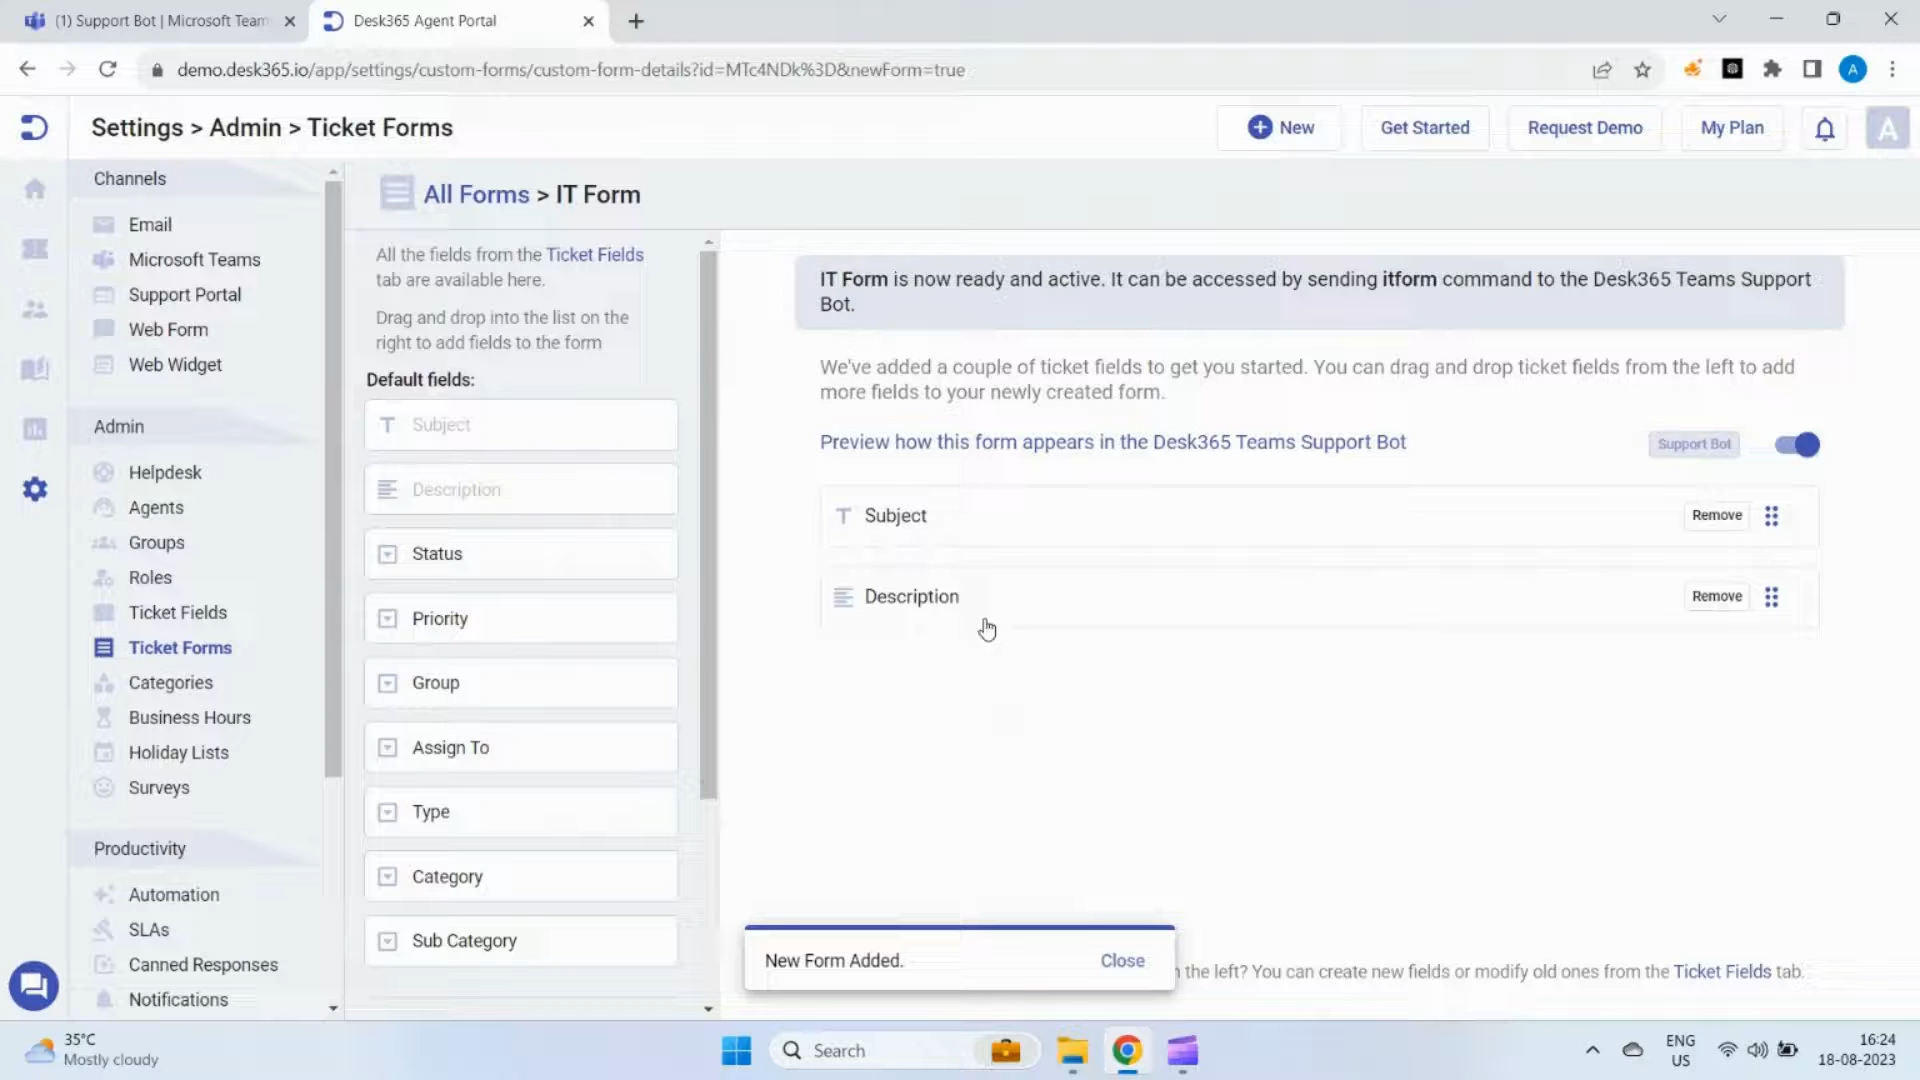 (1) Support Bot | Microsoft Team
Desk365 Agent Portal
demo.desk365.io/app/settings/custom-forms/custom-form-details?id=MTc4NDk%3D&newForm=true
A
Settings > Admin > Ticket Forms
New
Get Started
Request Demo
My Plan
A
Channels
Email
Microsoft Teams
Support Portal
Web Form
Web Widget
Admin
Helpdesk
Agents
Groups
Roles
Ticket Fields
Ticket Forms
Categories
Business Hours
Holiday Lists
Surveys
Productivity
Automation
SLAs
Canned Responses
Notifications
All Forms > IT Form
All the fields from the Ticket Fields
tab are available here.
Drag and drop into the list on the
right to add fields to the form
Default fields:
Subject
Description
Status
Priority
Group
Assign To
Type
Category
Sub Category
IT Form is now ready and active. It can be accessed by sending itform command to the Desk365 Teams Support
Bot.
We've added a couple of ticket fields to get you started. You can drag and drop ticket fields from the left to add
more fields to your newly created form.
Preview how this form appears in the Desk365 Teams Support Bot
Support Bot
Subject
Remove
Description
Remove
New Form Added.
Close
the left? You can create new fields or modify old ones from the Ticket Fields tab.
35°C
Mostly cloudy
Search
ENG
US
16:24
18-08-2023